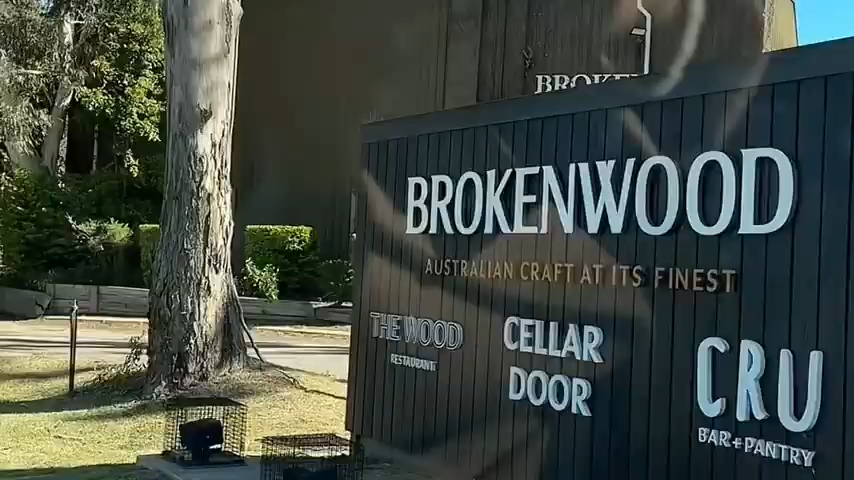 BROKENWOOD
AUSTRALIAN CRAFT AT ITS FINEST
THE WOOD
RESTAURANT
CELLAR
DOOR
CRU
BAR+PANTRY